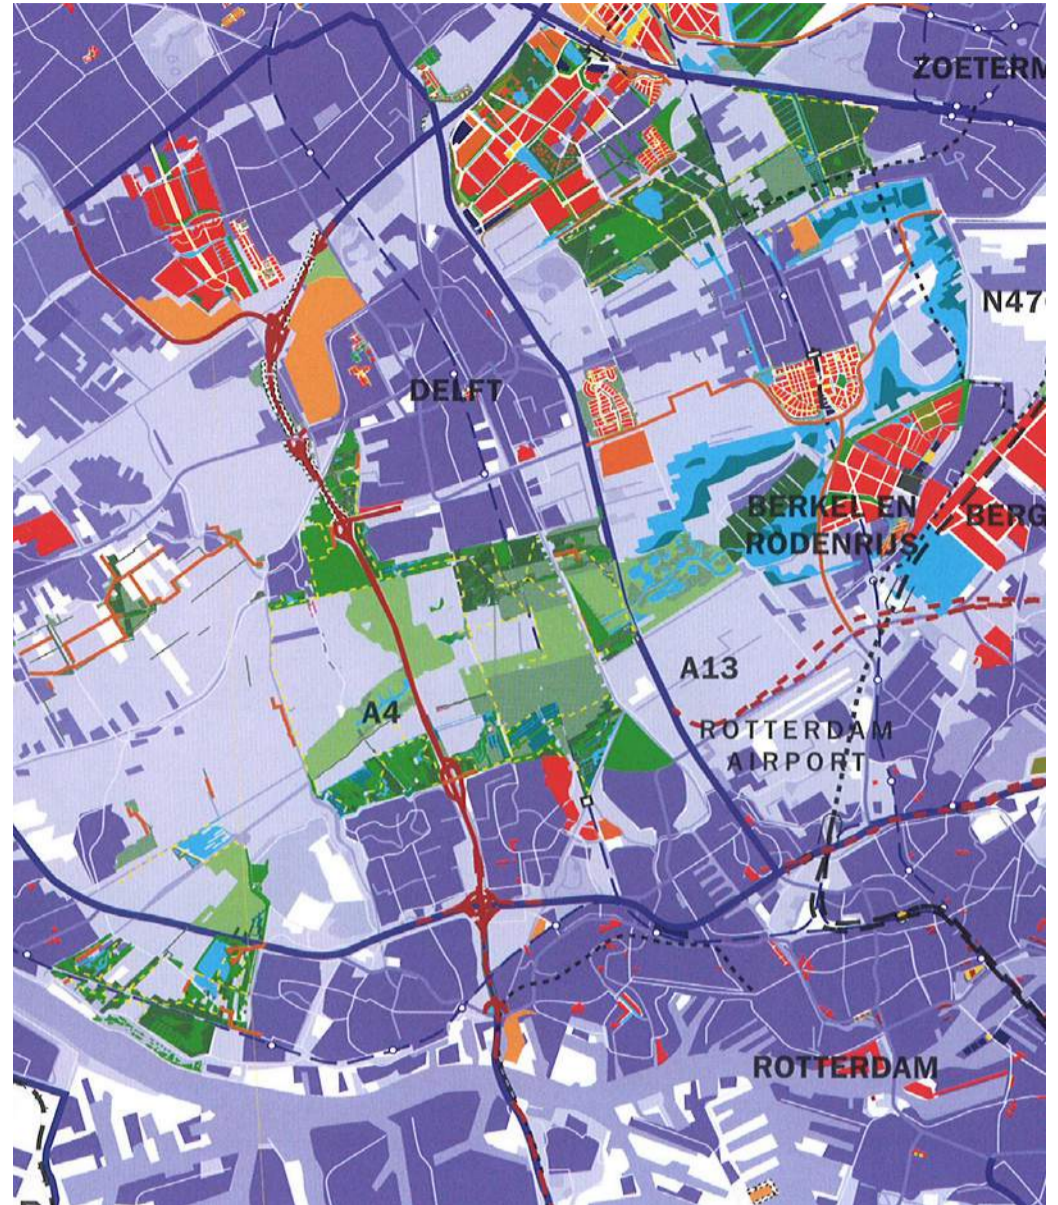 ZOETERM
N47
DELFT
BERKEL EN
RODENRIJS
BERG
A13
A4
ROTTERDAM
AIRPORT
ROTTERDAM